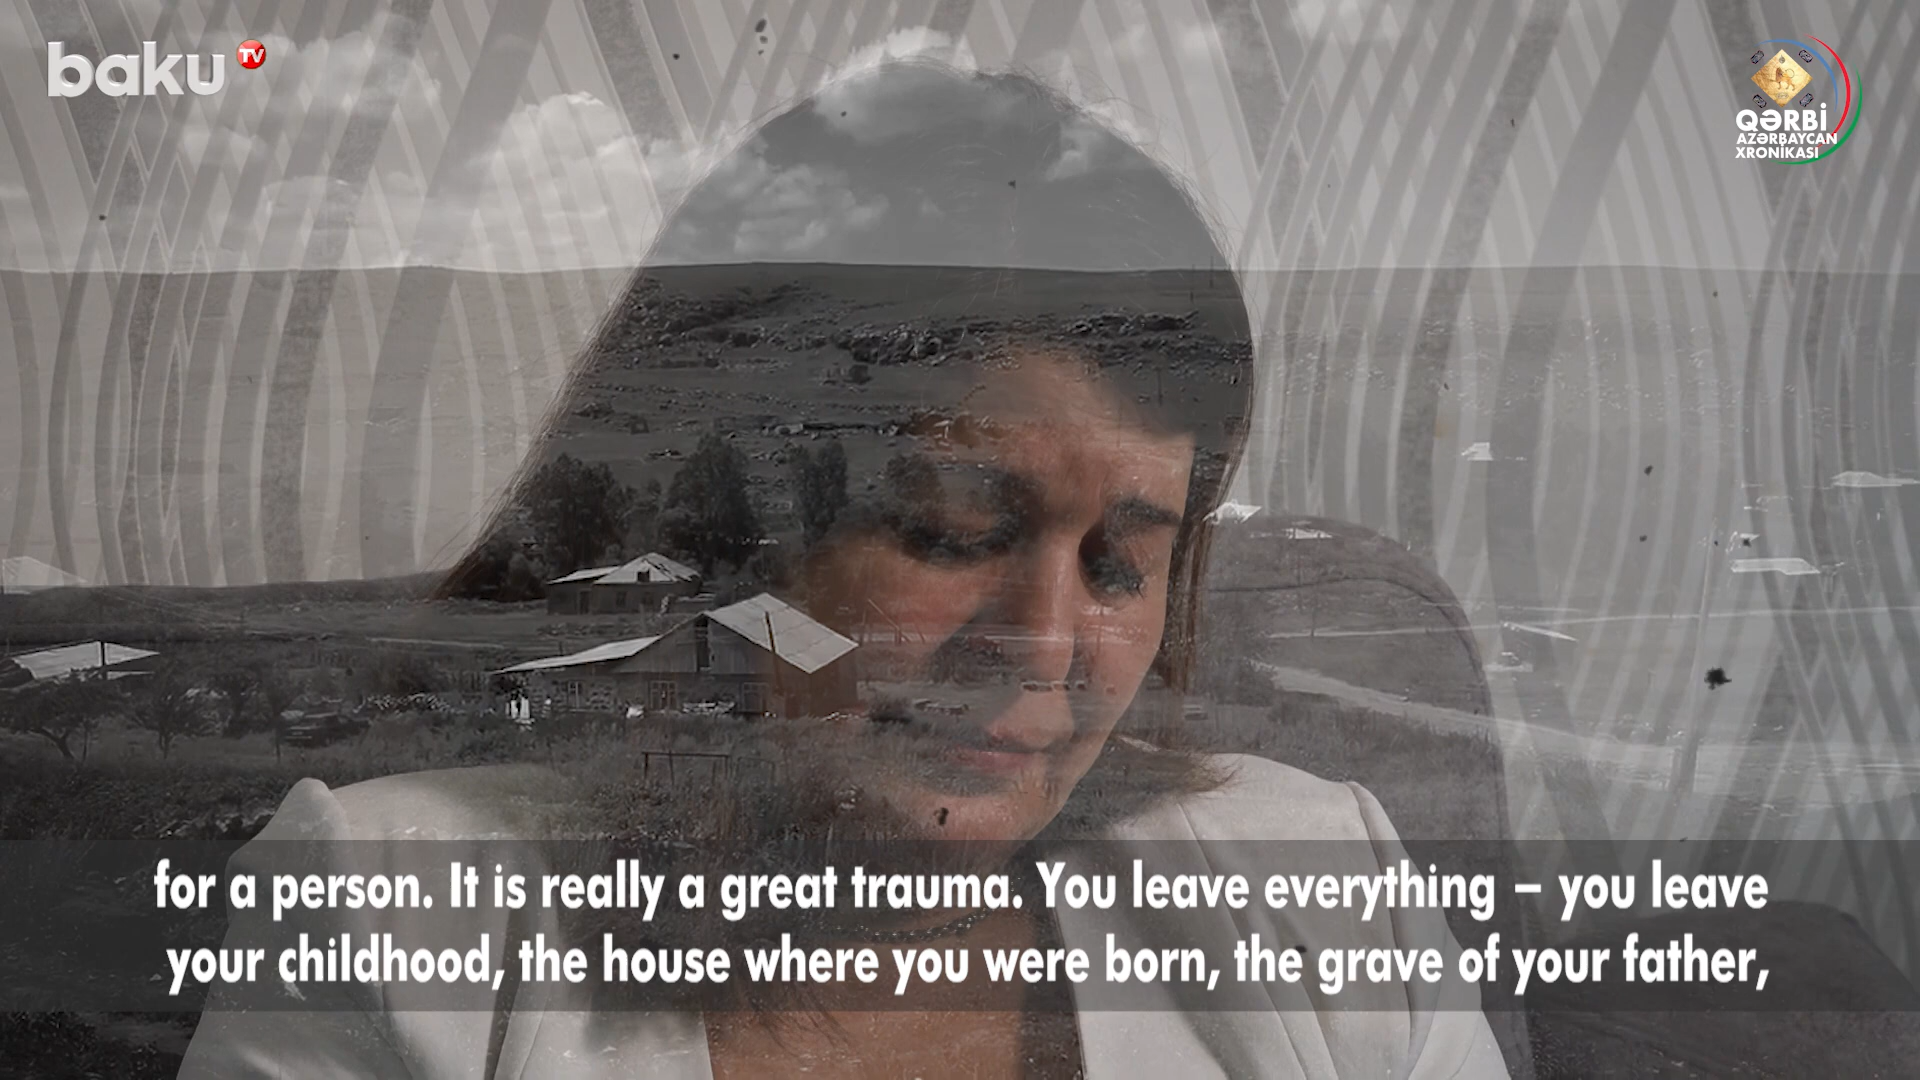 baku TV
QƏRBİ
AZƏRBAYCAN
XRONİKASI
for a person. It is really a great trauma. You leave everything – you leave
your childhood, the house where you were born, the grave of your father,